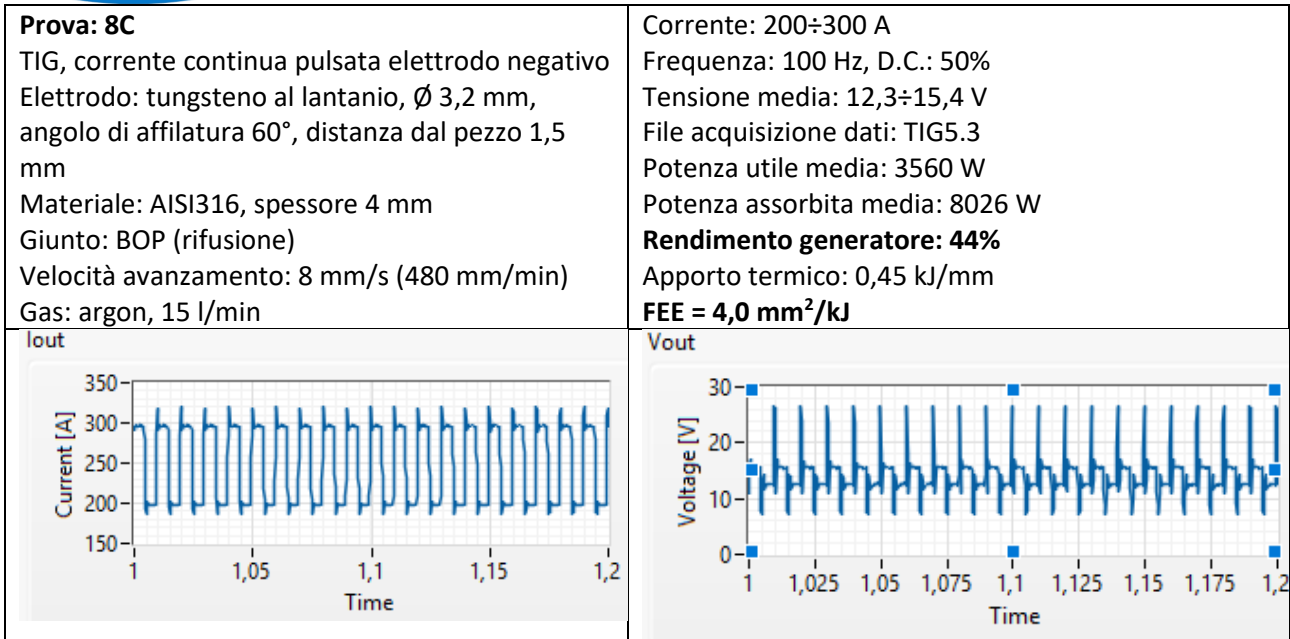 Prova: 8C
TIG, corrente continua pulsata elettrodo negativo
Elettrodo: tungsteno al lantanio, Ø 3,2 mm,
angolo di affilatura 60°, distanza dal pezzo 1,5
mm
Materiale: AISI316, spessore 4 mm
Giunto: BOP (rifusione)
Velocità avanzamento: 8 mm/s (480 mm/min)
Gas: argon, 15 l/min
Corrente: 200÷300 A
Frequenza: 100 Hz, D.C.: 50%
Tensione media: 12,3÷15,4 V
File acquisizione dati: TIG5.3
Potenza utile media: 3560 W
Potenza assorbita media: 8026 W
Rendimento generatore: 44%
Apporto termico: 0,45 kJ/mm
FEE = 4,0 mm²/kJ
Iout
Current [A]
350
300
250
200
150
1 1,05 1,1 1,15 1,2
Time
Vout
Voltage [V]
30
20
10
0
1 1,025 1,05 1,075 1,1 1,125 1,15 1,175 1,2
Time